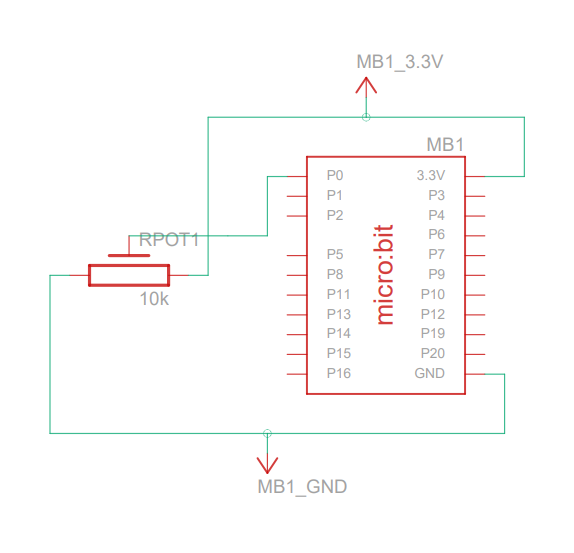 MB1_3.3V
MB1
P0 3.3V
P1 P3
P2 P4
P6
P5 P7
P8 P9
P11 P10
P13 P12
P14 P19
P15 P20
P16 GND
micro:bit
RPOT1
10k
MB1_GND